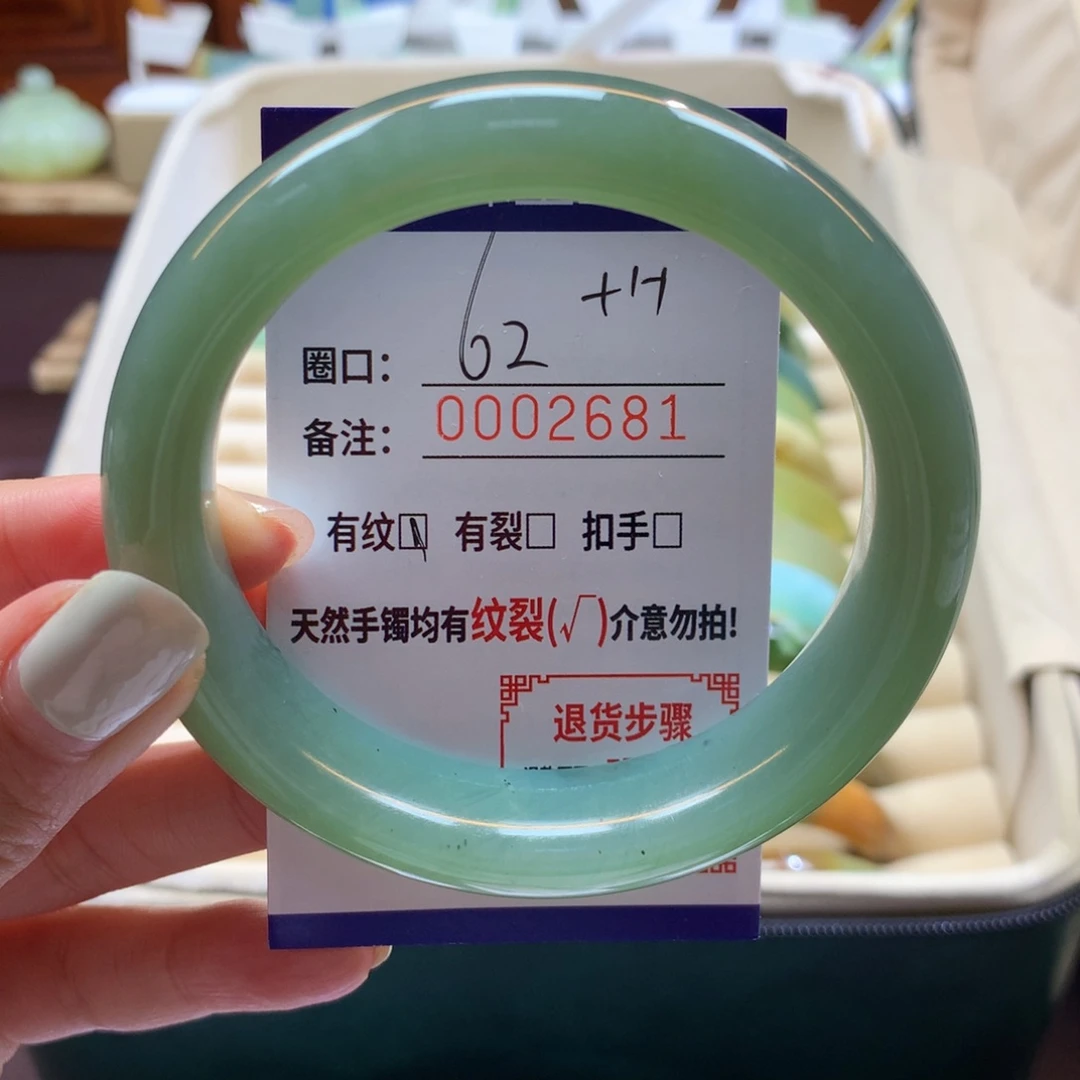 圈口: 62
备注: 0002681
有纹☑ 有裂☐ 扣手☐
天然手镯均有纹裂(√)介意勿拍!
退货步骤